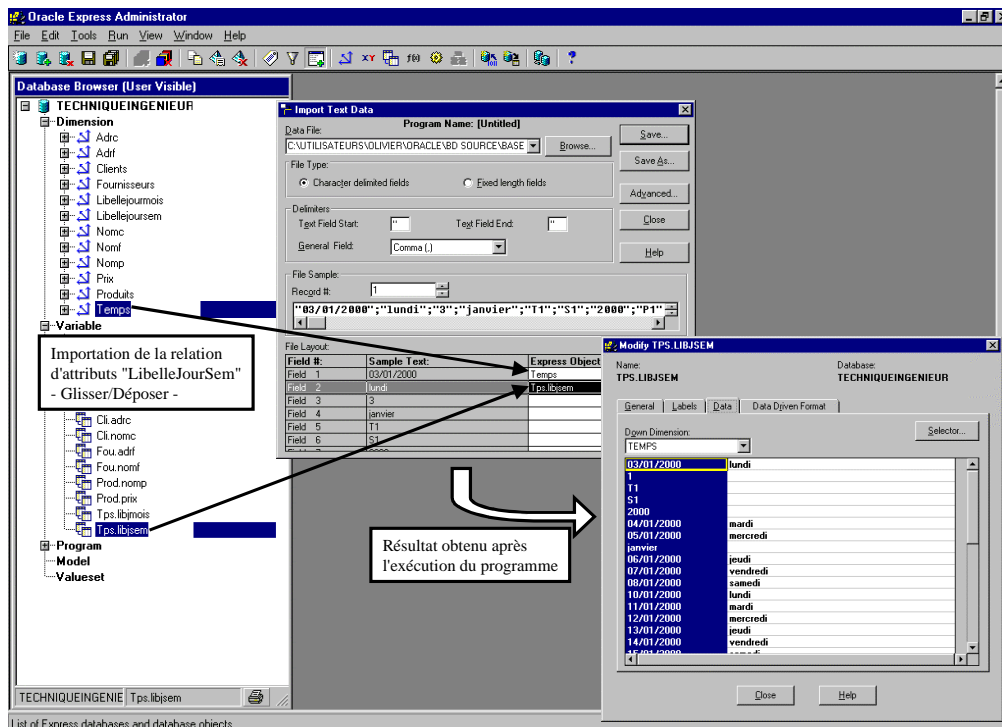 Oracle Express Administrator
File Edit Tools Run View Window Help
Database Browser (User Visible)
TECHNIQUEINGENIEUR
Dimension
Adrc
Adrf
Clients
Fournisseurs
Libellejourmois
Libellejoursem
Nomc
Nomf
Nomp
Prix
Produits
Temps
Variable
Importation de la relation
d'attributs "LibelleJourSem"
- Glisser/Déposer -
Cli.adrc
Cli.nomc
Fou.adrf
Fou.nomf
Prod.nomp
Prod.prix
Tps.libjmois
Tps.libjsem
Program
Model
Valueset
TECHNIQUEINGENIE Tps.libjsem
List of Express databases and database objects
Import Text Data
Program Name: [Untitled]
Data File:
C:\UTILISATEURS\OLIVIER\ORACLE\BD SOURCE\BASE
Browse...
Save...
Save As...
Advanced...
Close
Help
File Type:
Character delimited fields
Fixed length fields
Delimiters
Text Field Start: "
Text Field End: "
General Field: Comma (,)
File Sample:
Record #: 1
"03/01/2000";"lundi";"3";"janvier";"T1";"S1";"2000";"P1"
File Layout:
Field #: Sample Text: Express Object
Field 1 03/01/2000 Temps
Field 2 lundi Tps.libjsem
Field 3 3
Field 4 janvier
Field 5 T1
Field 6 S1
Résultat obtenu après
l'exécution du programme
Modify TPS.LIBJSEM
Name: Database:
TPS.LIBJSEM TECHNIQUEINGENIEUR
General Labels Data Data Driven Format
Down Dimension:
TEMPS
Selector...
03/01/2000 lundi
1
T1
S1
2000
04/01/2000 mardi
05/01/2000 mercredi
janvier
06/01/2000 jeudi
07/01/2000 vendredi
08/01/2000 samedi
10/01/2000 lundi
11/01/2000 mardi
12/01/2000 mercredi
13/01/2000 jeudi
14/01/2000 vendredi
15/01/2000 samedi
Close Help